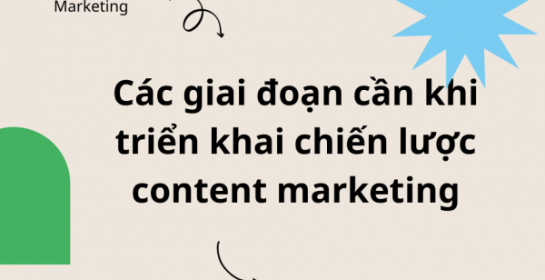 Marketing
Các giai đoạn cần khi
triển khai chiến lược
content marketing